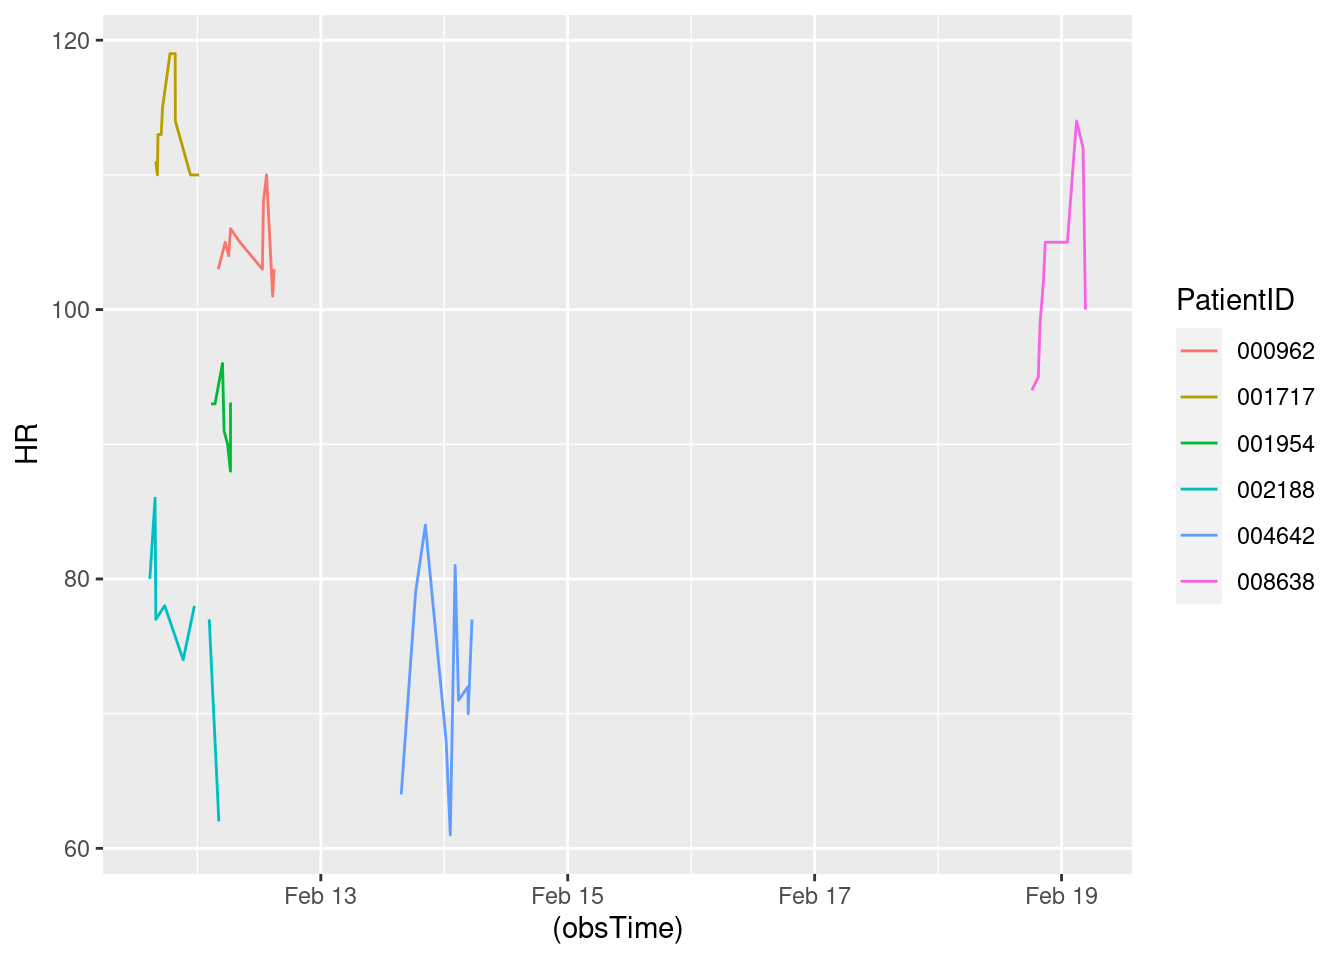 120
100
80
60
HR
Feb 13
Feb 15
Feb 17
Feb 19
(obsTime)
PatientID
000962
001717
001954
002188
004642
008638